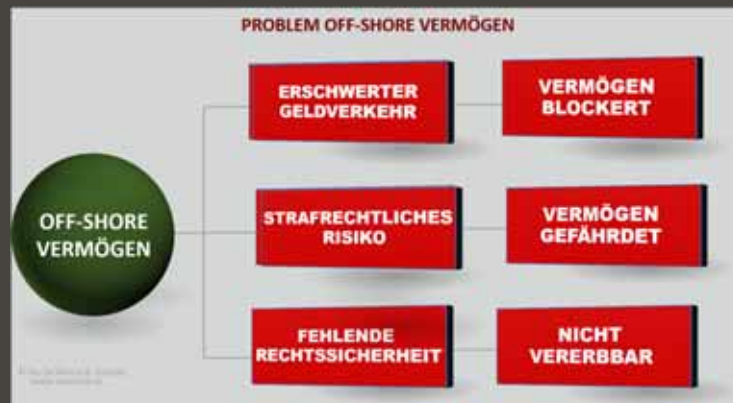 PROBLEM OFF-SHORE VERMÖGEN
OFF-SHORE
VERMÖGEN
ERSCHWERTER
GELDVERKEHR
VERMÖGEN
BLOCKERT
STRAFRECHTLICHES
RISIKO
VERMÖGEN
GEFÄHRDET
FEHLENDE
RECHTSSICHERHEIT
NICHT
VERERBBAR